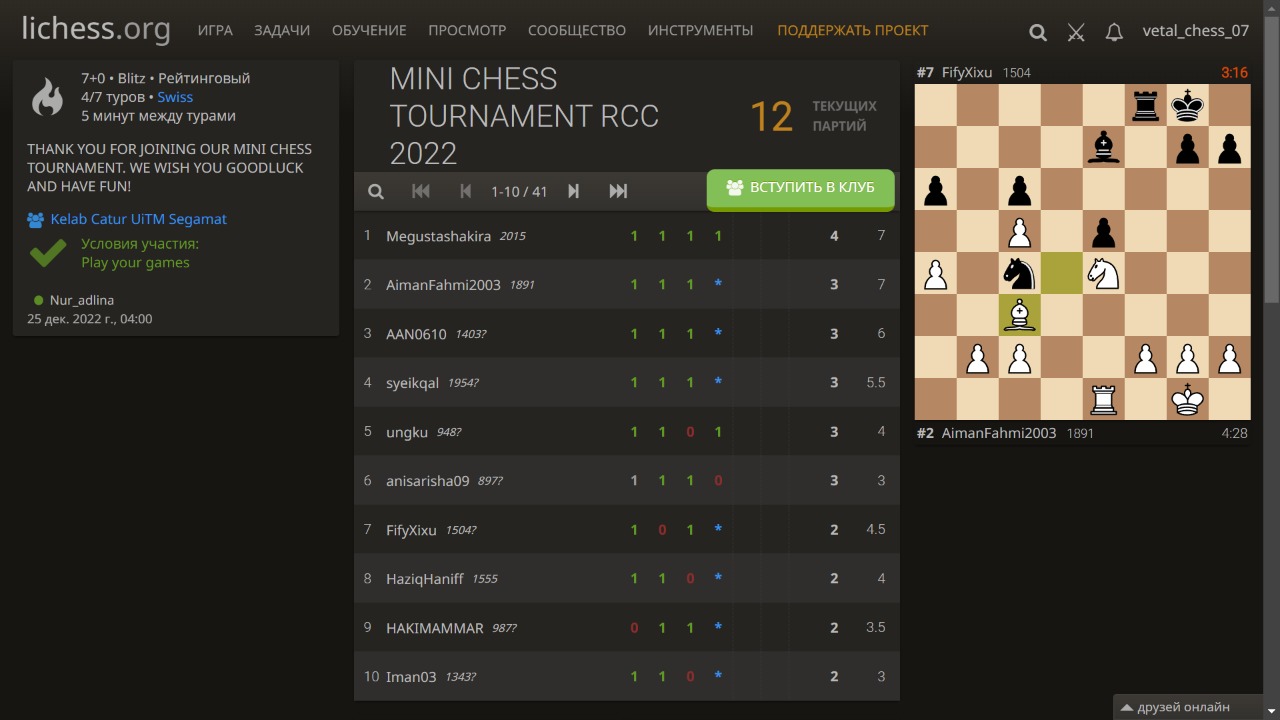 lichess.org ИГРА ЗАДАЧИ ОБУЧЕНИЕ ПРОСМОТР СООБЩЕСТВО ИНСТРУМЕНТЫ ПОДДЕРЖАТЬ ПРОЕКТ vetal_chess_07
7+0 • Blitz • Рейтинговый
4/7 туров • Swiss
5 минут между турами
THANK YOU FOR JOINING OUR MINI CHESS
TOURNAMENT. WE WISH YOU GOODLUCK
AND HAVE FUN!
Kelab Catur UiTM Segamat
Условия участия:
Play your games
Nur_adlina
25 дек. 2022 г., 04:00
MINI CHESS
TOURNAMENT RCC
2022
12 ТЕКУЩИХ
ПАРТИЙ
1-10 / 41
ВСТУПИТЬ В КЛУБ
1 Megustashakira 2015 1 1 1 1 4 7
2 AimanFahmi2003 1891 1 1 1 * 3 7
3 AAN0610 1403? 1 1 1 * 3 6
4 syeikqal 1954? 1 1 1 * 3 5.5
5 ungku 948? 1 1 0 1 3 4
6 anisarisha09 897? 1 1 1 0 3 3
7 FifyXixu 1504? 1 0 1 * 2 4.5
8 HaziqHaniff 1555 1 1 0 * 2 4
9 HAKIMAMMAR 987? 0 1 1 * 2 3.5
10 Iman03 1343? 1 1 0 * 2 3
#7 FifyXixu 1504 3:16
#2 AimanFahmi2003 1891 4:28
друзей онлайн